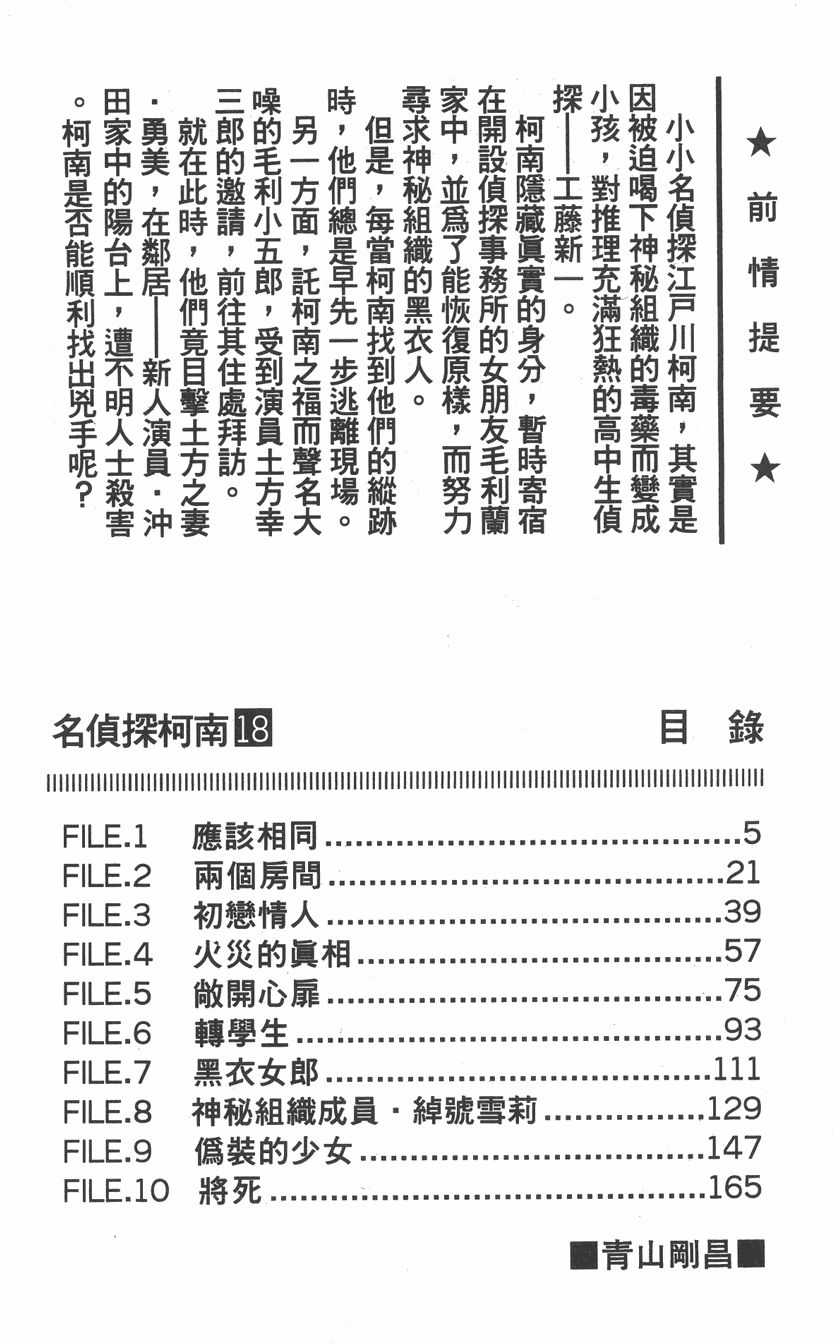 ★前情提要★
小小名偵探江戸川柯南，其實是
因被迫喝下神秘組織的毒藥而變成
小孩，對推理充滿狂熱的高中生偵
探——工藤新一。
柯南隱藏眞實的身分，暫時寄宿
在開設偵探事務所的女朋友毛利蘭
家中，並爲了能恢復原樣，而努力
尋求神秘組織的黑衣人。
但是，每當柯南找到他們的縱跡
時，他們總是早先一步逃離現場。
另一方面，託柯南之福而聲名大
噪的毛利小五郎，受到演員土方幸
三郎的邀請，前往其住處拜訪。
就在此時，他們竟目擊土方之妻
·勇美，在鄰居——新人演員·沖
田家中的陽台上，遭不明人士殺害
。柯南是否能順利找出兇手呢？
名偵探柯南18
目 錄
FILE.1 應該相同........................................5
FILE.2 兩個房間........................................21
FILE.3 初戀情人........................................39
FILE.4 火災的眞相.....................................57
FILE.5 敞開心扉........................................75
FILE.6 轉學生...........................................93
FILE.7 黑衣女郎.......................................111
FILE.8 神秘組織成員·綽號雪莉................129
FILE.9 僞裝的少女...................................147
FILE.10 將死...........................................165
■青山剛昌■